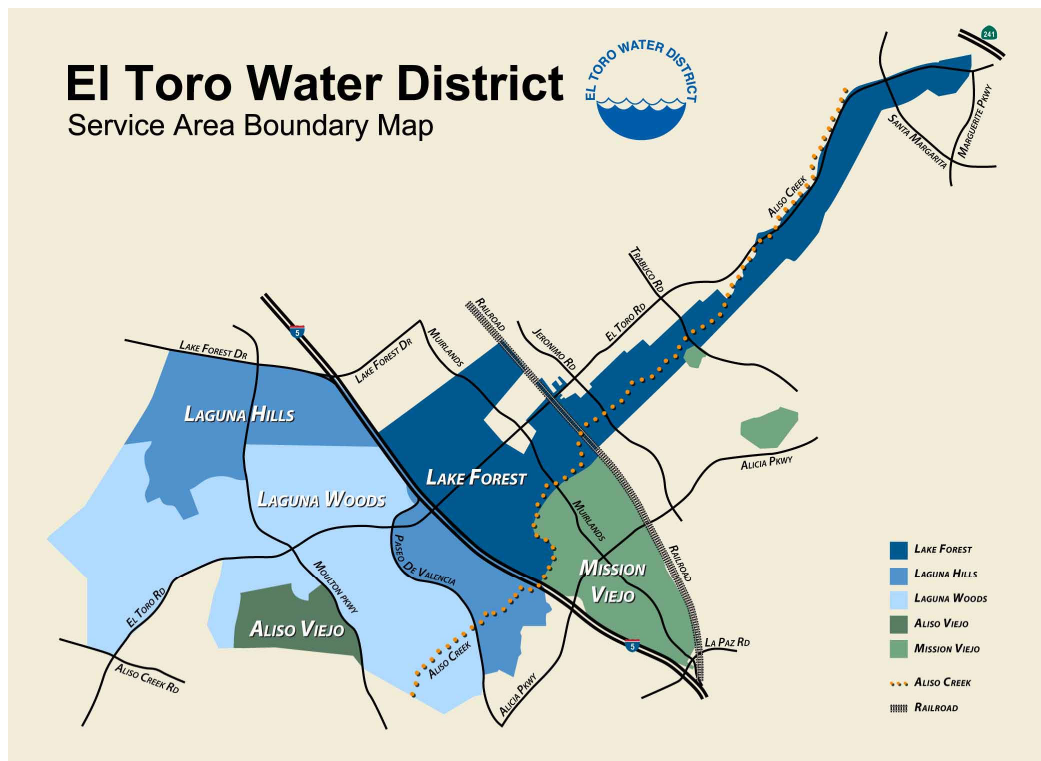 El Toro Water District
Service Area Boundary Map
EL TORO WATER DISTRICT
241
SANTA MARGARITA
MARGUERITE PKWY
ALISO CREEK
TRABUCO RD
EL TORO RD
RAILROAD
JERONIMO RD
5
LAKE FOREST DR
LAKE FOREST DR
MUIRLANDS
LAGUNA HILLS
LAKE FOREST
ALICIA PKWY
LAGUNA WOODS
MUIRLANDS
PASEO DE VALENCIA
RAILROAD
MISSION
VIEJO
MOULTON PKWY
EL TORO RD
ALISO VIEJO
5
LA PAZ RD
ALISO CREEK
ALISO CREEK RD
ALICIA PKWY
LAKE FOREST
LAGUNA HILLS
LAGUNA WOODS
ALISO VIEJO
MISSION VIEJO
ALISO CREEK
RAILROAD